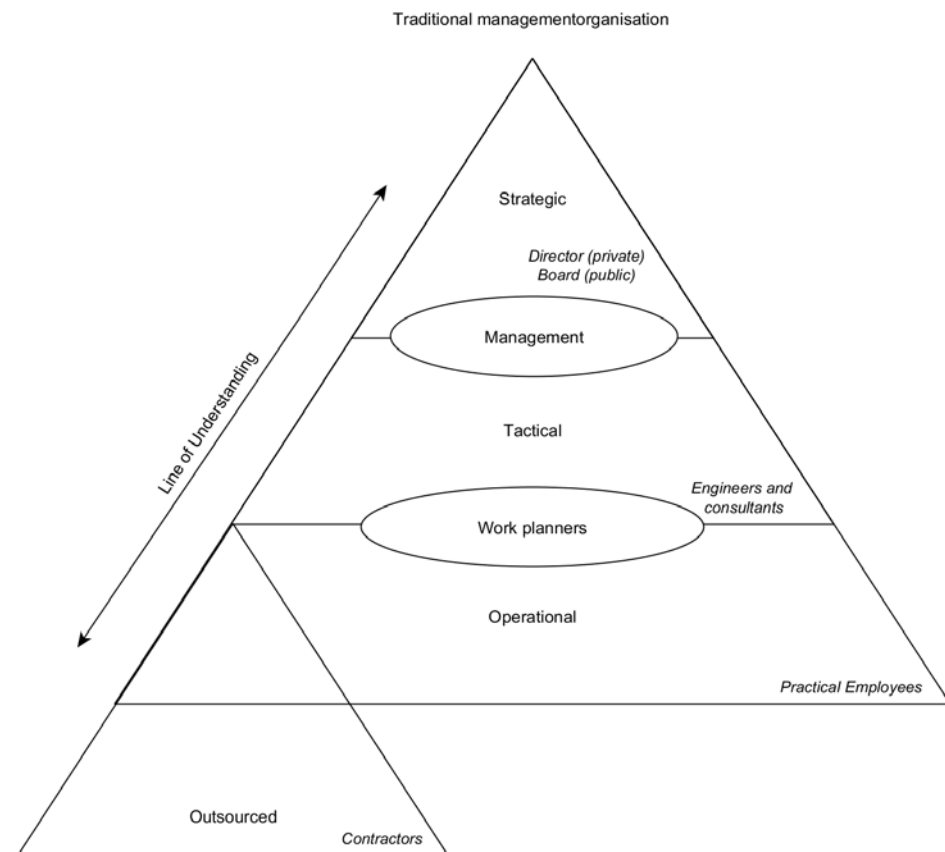 Traditional managementorganisation
Strategic
Director (private)
Board (public)
Management
Line of Understanding
Tactical
Engineers and
consultants
Work planners
Operational
Practical Employees
Outsourced
Contractors